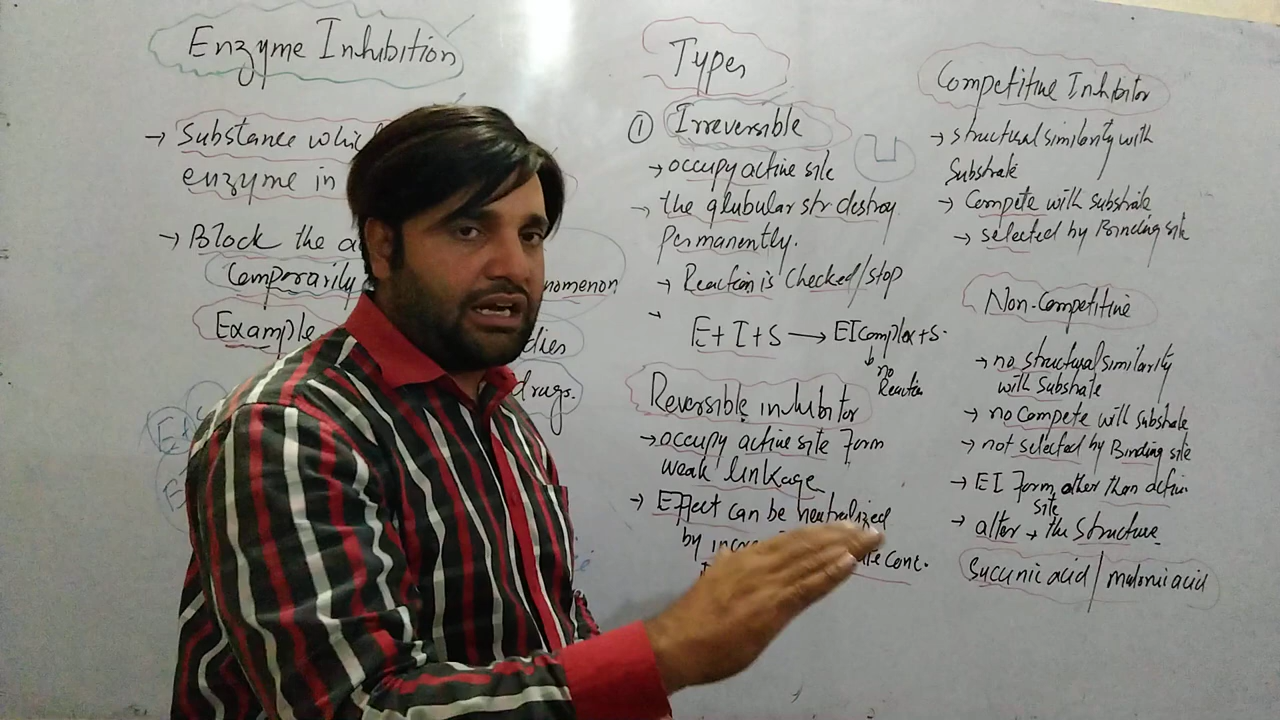 Enzyme Inhibition
→ Substance whic
enzyme in
→ Block the a
temporarily nomenon
Example dies
drugs.
Types
① Irreversible
→ occupy active site
→ the glubular str destroy
permanently.
→ Reaction is checked/stop
→ E + I + S → EI complex + S.
↓ no
Reaction
Reversible inhibitor
→ occupy active site form
weak linkage
→ Effect can be neutralized
by incre ate conc.
Competitive Inhibitor
→ structural similarity with
Substrate
→ Compete with substrate
→ selected by Binding site
Non-Competitive
→ no structural similarity
with substrate
→ no Compete with substrate
→ not selected by Binding site
→ EI form other than active
site
→ alter → the structure
Succinic acid / malonic acid